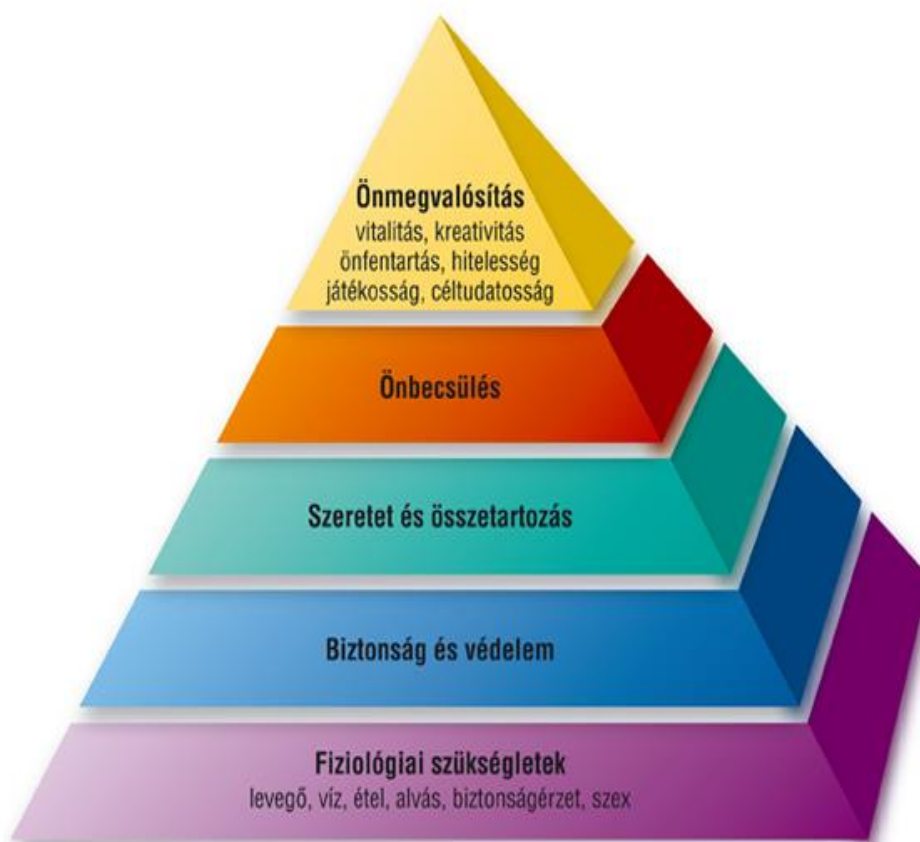 Önmegvalósítás
vitalitás, kreativitás
önfentartás, hitelesség
játékosság, céltudatosság
Önbecsülés
Szeretet és összetartozás
Biztonság és védelem
Fiziológiai szükségletek
levegő, víz, étel, alvás, biztonságérzet, szex